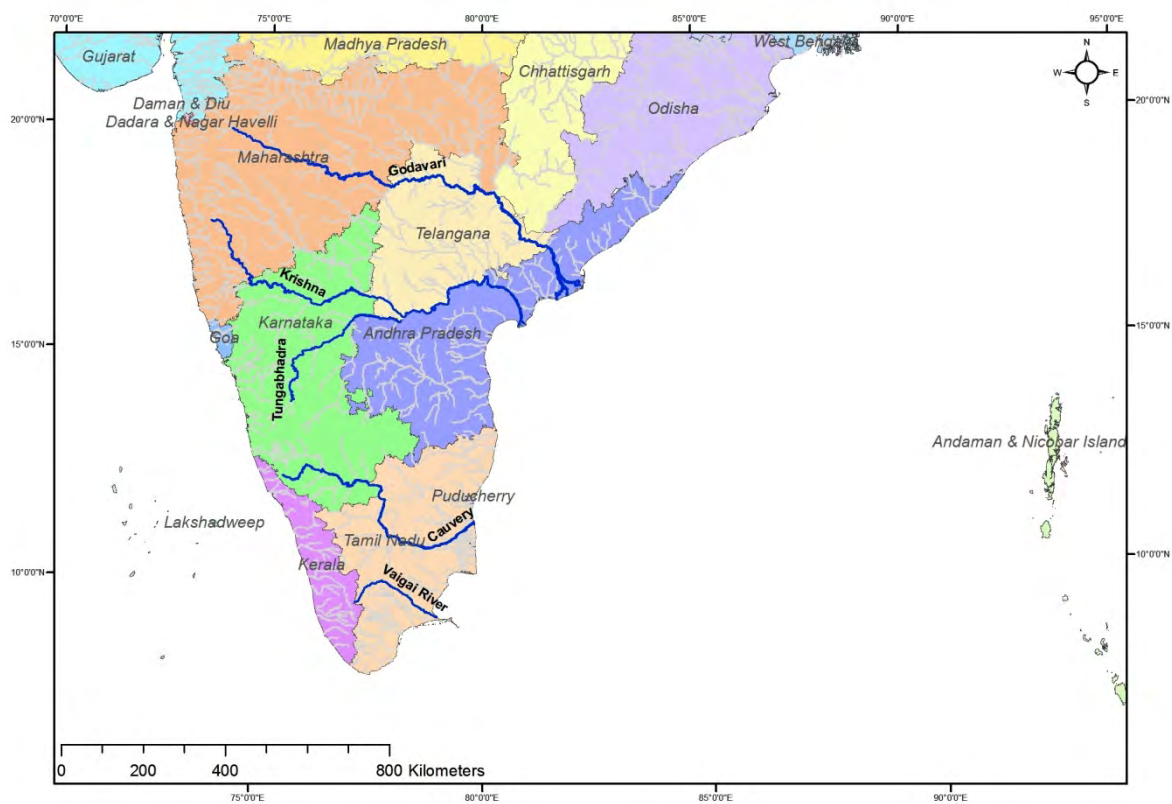 70°0'0"E 75°0'0"E 80°0'0"E 85°0'0"E 90°0'0"E 95°0'0"E
Madhya Pradesh
Gujarat
Chhattisgarh
N
W E
S
Daman & Diu
Dadara & Nagar Havelli
Odisha
20°0'0"N
20°0'0"N
Maharashtra
Godavari
Telangana
Krishna
Karnataka
Goa
Andhra Pradesh
15°0'0"N
15°0'0"N
Tungabhadra
Andaman & Nicobar Island
Puducherry
Lakshadweep
Cauvery
Tamil Nadu
Kerala
10°0'0"N
10°0'0"N
Vaigai River
0 200 400 800 Kilometers
75°0'0"E 80°0'0"E 85°0'0"E 90°0'0"E